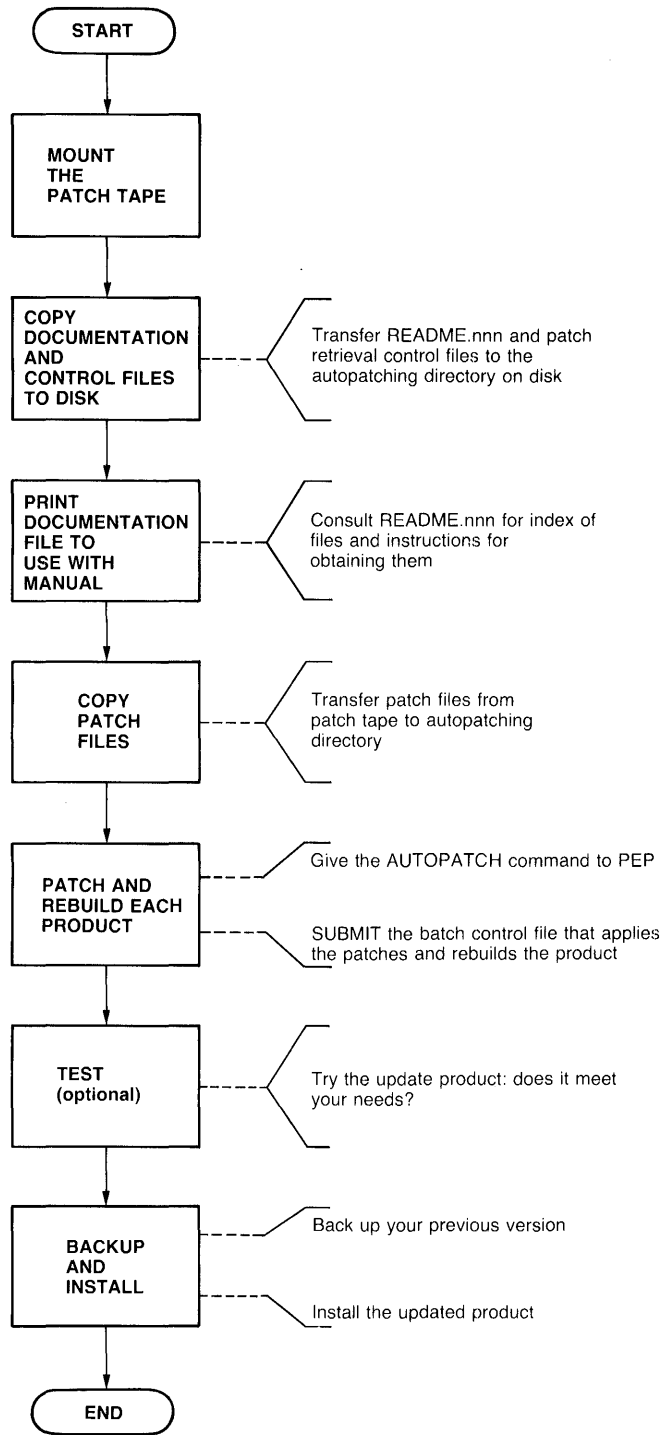 START
MOUNT
THE
PATCH TAPE
COPY
DOCUMENTATION
AND
CONTROL FILES
TO DISK
Transfer README.nnn and patch
retrieval control files to the
autopatching directory on disk
PRINT
DOCUMENTATION
FILE TO
USE WITH
MANUAL
Consult README.nnn for index of
files and instructions for
obtaining them
COPY
PATCH
FILES
Transfer patch files from
patch tape to autopatching
directory
PATCH AND
REBUILD EACH
PRODUCT
Give the AUTOPATCH command to PEP
SUBMIT the batch control file that applies
the patches and rebuilds the product
TEST
(optional)
Try the update product: does it meet
your needs?
BACKUP
AND
INSTALL
Back up your previous version
Install the updated product
END